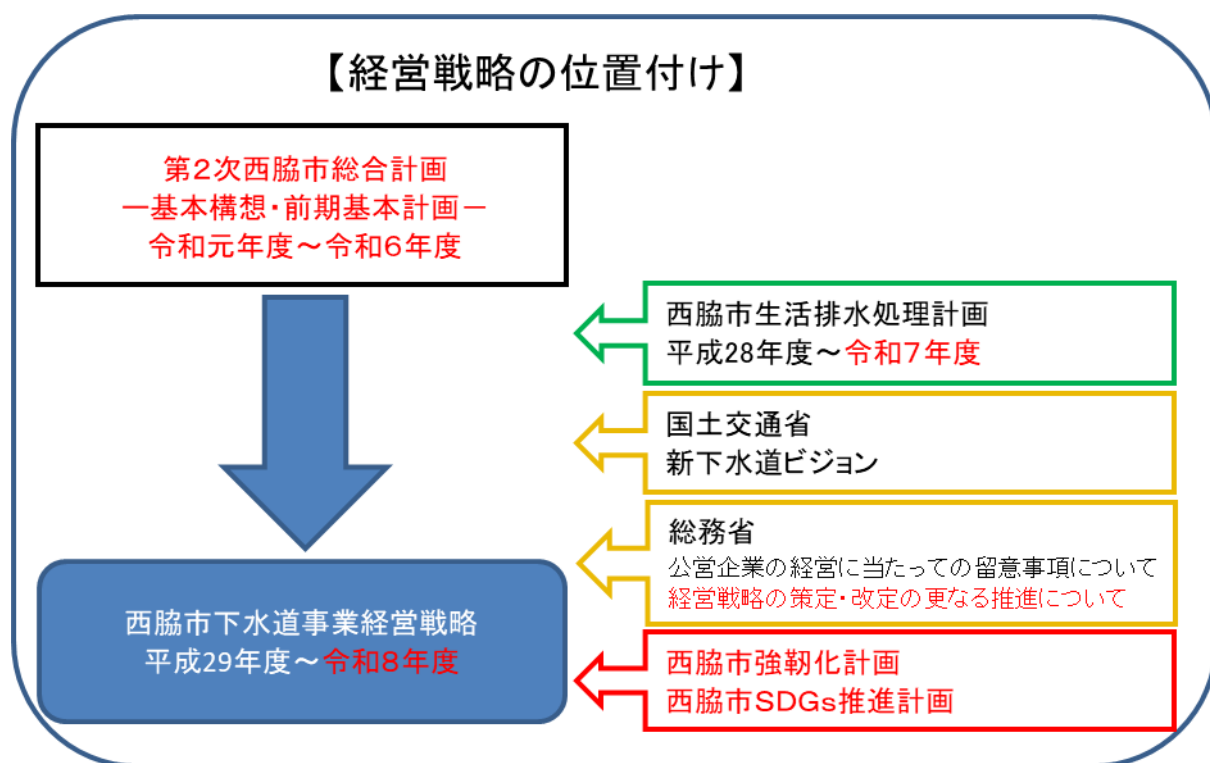 【経営戦略の位置付け】
第2次西脇市総合計画
ー基本構想・前期基本計画－
令和元年度～令和6年度
西脇市生活排水処理計画
平成28年度～令和7年度
国土交通省
新下水道ビジョン
総務省
公営企業の経営に当たっての留意事項について
経営戦略の策定・改定の更なる推進について
西脇市下水道事業経営戦略
平成29年度～令和8年度
西脇市強靭化計画
西脇市SDGs推進計画